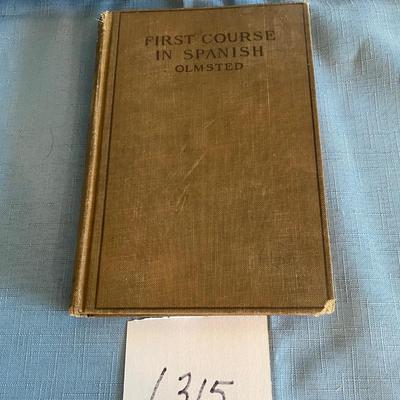 FIRST COURSE
IN SPANISH
OLMSTED
1315